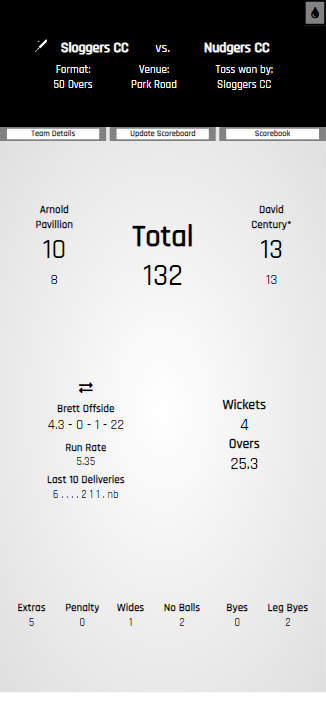 Sloggers CC vs. Nudgers CC
Format: Venue: Toss won by:
50 Overs Park Road Sloggers CC
Team Details Update Scoreboard Scorebook
Arnold
Pavillion
10
8
Total
132
David
Century*
13
13
Brett Offside
4.3 - 0 - 1 - 22
Run Rate
5.35
Last 10 Deliveries
6 . . . . 2 1 1 . nb
Wickets
4
Overs
25.3
Extras Penalty Wides No Balls Byes Leg Byes
5 0 1 2 0 2